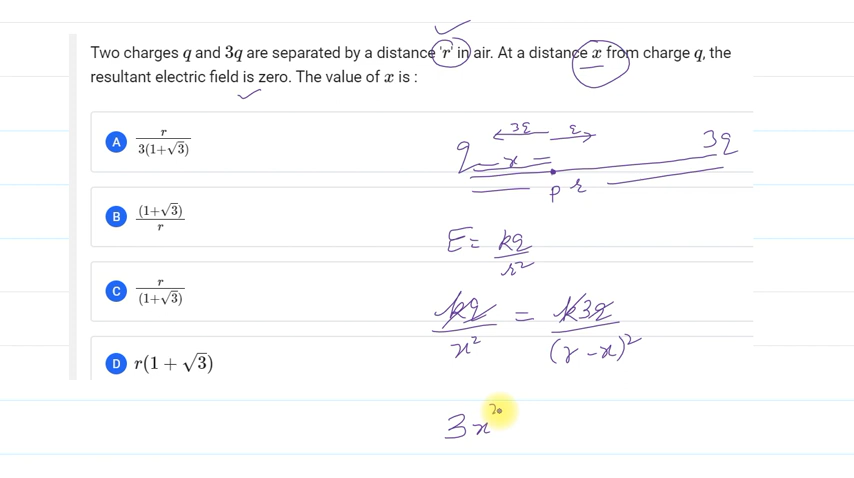 Two charges q and 3q are separated by a distance 'r' in air. At a distance x from charge q, the
resultant electric field is zero. The value of x is :
A r/3(1+√3)
B (1+√3)/r
C r/(1+√3)
D r(1 + √3)
3q q
q x 3q
p r
E = kq/r²
kq/x² = k3q/(r-x)²
3x²